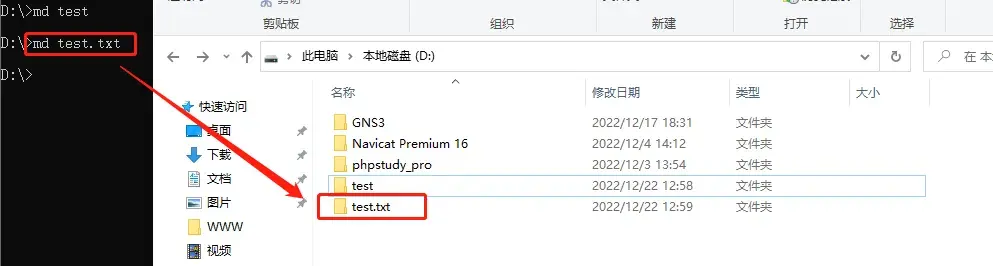 D:\>md test
D:\>md test.txt
D:\>
剪切
剪贴板
组织
新建
打开
选择
此电脑
本地磁盘 (D:)
在 本
名称
修改日期
类型
大小
快速访问
桌面
下载
文档
图片
WWW
视频
GNS3 2022/12/17 18:31 文件夹
Navicat Premium 16 2022/12/4 14:12 文件夹
phpstudy_pro 2022/12/3 13:54 文件夹
test 2022/12/22 12:58 文件夹
test.txt 2022/12/22 12:59 文件夹